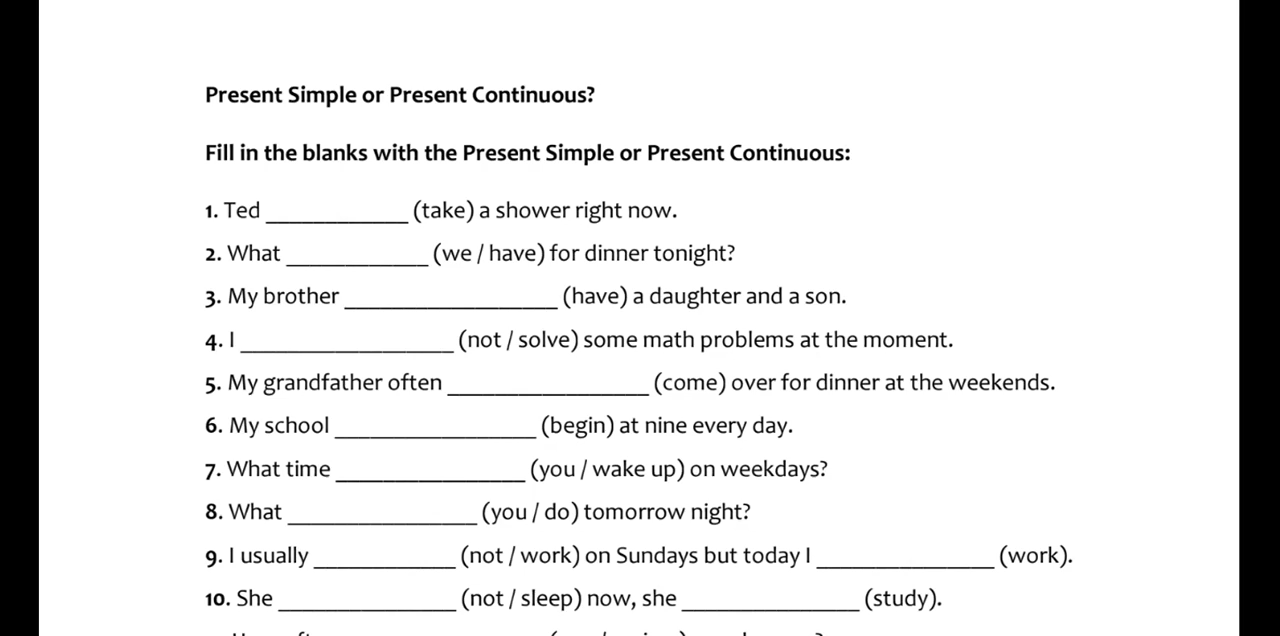 Present Simple or Present Continuous?
Fill in the blanks with the Present Simple or Present Continuous:
1. Ted ____________ (take) a shower right now.
2. What ____________ (we / have) for dinner tonight?
3. My brother __________________ (have) a daughter and a son.
4. I __________________ (not / solve) some math problems at the moment.
5. My grandfather often _________________ (come) over for dinner at the weekends.
6. My school _________________ (begin) at nine every day.
7. What time ________________ (you / wake up) on weekdays?
8. What ________________ (you / do) tomorrow night?
9. I usually ____________ (not / work) on Sundays but today I _______________ (work).
10. She _______________ (not / sleep) now, she _______________ (study).